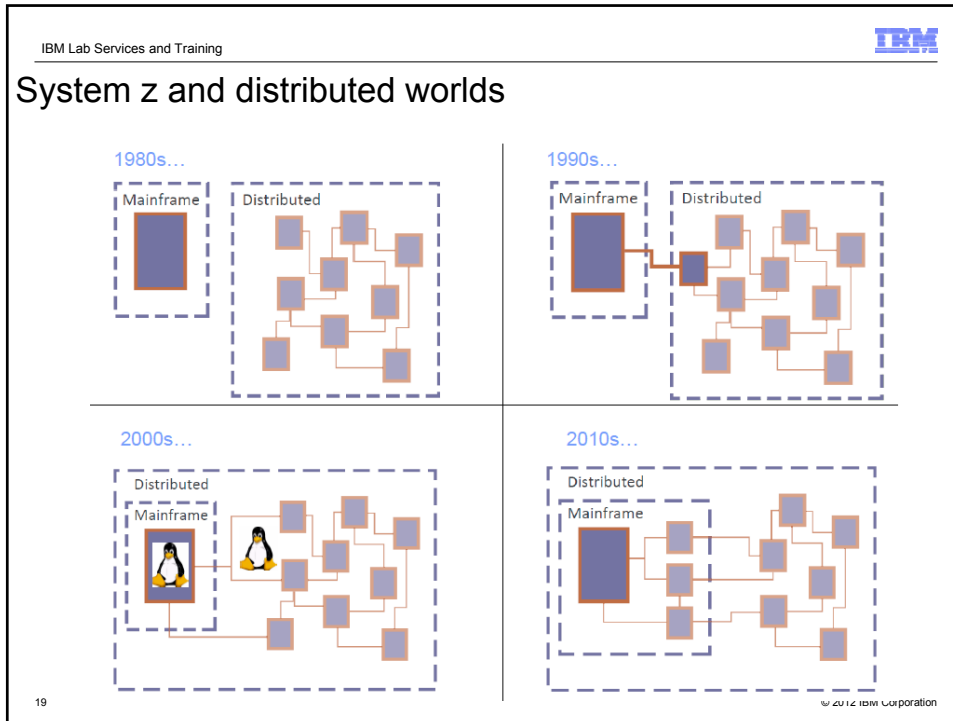 IBM Lab Services and Training
IBM
System z and distributed worlds
1980s…
Mainframe
Distributed
1990s…
Mainframe
Distributed
2000s…
Distributed
Mainframe
2010s…
Distributed
Mainframe
19
© 2012 IBM Corporation